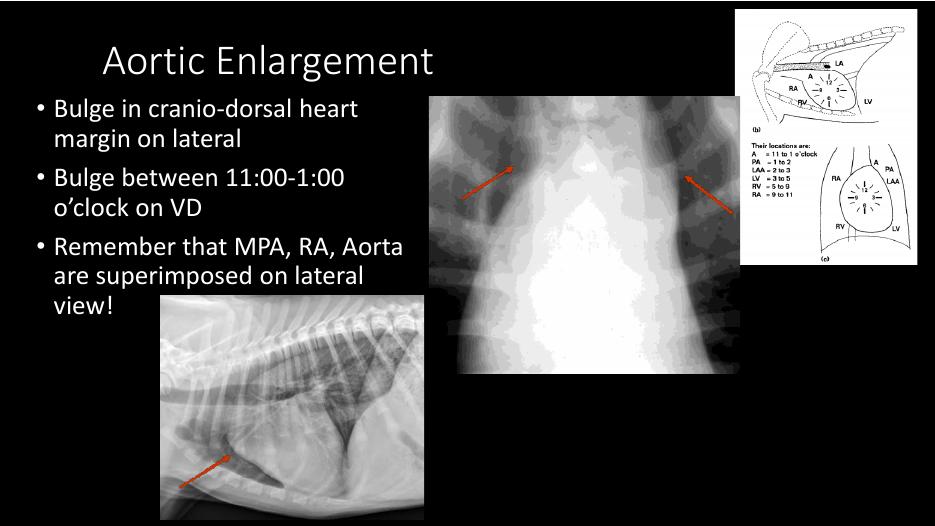 Aortic Enlargement
• Bulge in cranio-dorsal heart
margin on lateral
• Bulge between 11:00-1:00
o'clock on VD
• Remember that MPA, RA, Aorta
are superimposed on lateral
view!
LA
A
12
RA
9
3
6
RV
LV
(b)
Their locations are:
A = 11 to 1 o'clock
PA = 1 to 2
LAA = 2 to 3
LV = 3 to 5
RV = 5 to 9
RA = 9 to 11
A
PA
RA
LAA
12
9
3
6
RV
LV
(c)